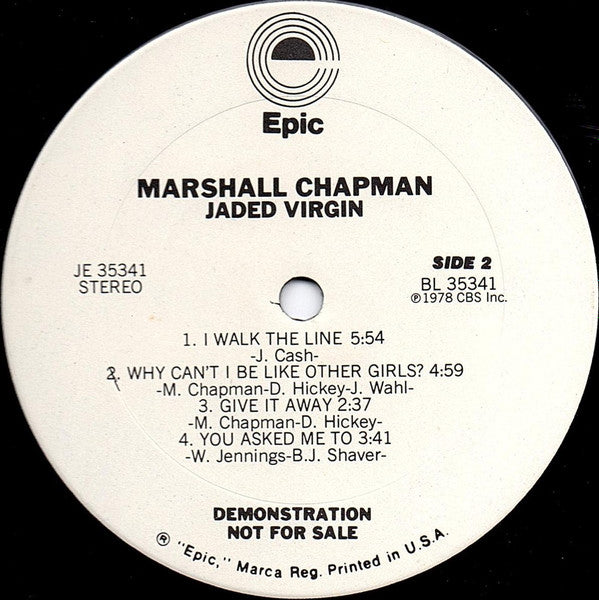 Epic
MARSHALL CHAPMAN
JADED VIRGIN
JE 35341
STEREO
SIDE 2
BL 35341
℗1978 CBS Inc.
1. I WALK THE LINE 5:54
-J. Cash-
2. WHY CAN'T I BE LIKE OTHER GIRLS? 4:59
-M. Chapman-D. Hickey-J. Wahl-
3. GIVE IT AWAY 2:37
-M. Chapman-D. Hickey-
4. YOU ASKED ME TO 3:41
-W. Jennings-B.J. Shaver-
DEMONSTRATION
NOT FOR SALE
® "Epic," Marca Reg. Printed in U.S.A.